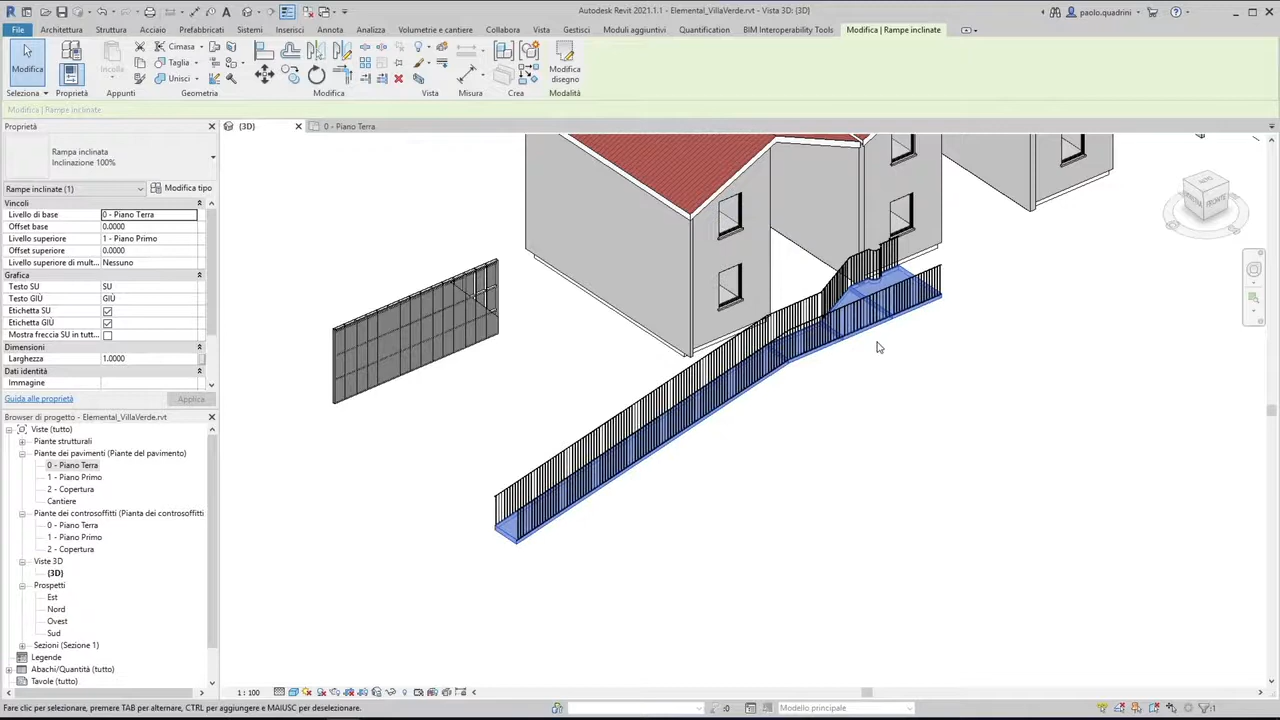 Autodesk Revit 2021.1.1 - Elemental_VillaVerde.rvt - Vista 3D: {3D}
paolo.quadrini
File Architettura Struttura Acciaio Prefabbricati Sistemi Inserisci Annota Analizza Volumetrie e cantiere Collabora Vista Gestisci Moduli aggiuntivi Quantification BIM Interoperability Tools Modifica | Rampe inclinate
Modifica
Incolla
Cimasa
Taglia
Unisci
Modifica disegno
Seleziona Proprietà Appunti Geometria Modifica Vista Misura Crea Modalità
Modifica | Rampe inclinate
Proprietà
{3D}
0 - Piano Terra
Rampa inclinata
Inclinazione 100%
Rampe inclinate (1)
Modifica tipo
Vincoli
Livello di base 0 - Piano Terra
Offset base 0.0000
Livello superiore 1 - Piano Primo
Offset superiore 0.0000
Livello superiore di mult... Nessuno
Grafica
Testo SU SU
Testo GIÙ GIÙ
Etichetta SU
Etichetta GIÙ
Mostra freccia SU in tutt...
Dimensioni
Larghezza 1.0000
Dati identità
Immagine
Guida alle proprietà
Applica
Browser di progetto - Elemental_VillaVerde.rvt
Viste (tutto)
Piante strutturali
Piante dei pavimenti (Piante del pavimento)
0 - Piano Terra
1 - Piano Primo
2 - Copertura
Cantiere
Piante dei controsoffitti (Pianta dei controsoffitti
0 - Piano Terra
1 - Piano Primo
2 - Copertura
Viste 3D
{3D}
Prospetti
Est
Nord
Ovest
Sud
Sezioni (Sezione 1)
Legende
Abachi/Quantità (tutto)
Tavole (tutto)
FRONTE
1 : 100
Fare clic per selezionare, premere TAB per alternare, CTRL per aggiungere e MAIUSC per deselezionare.
:0
Modello principale
:1